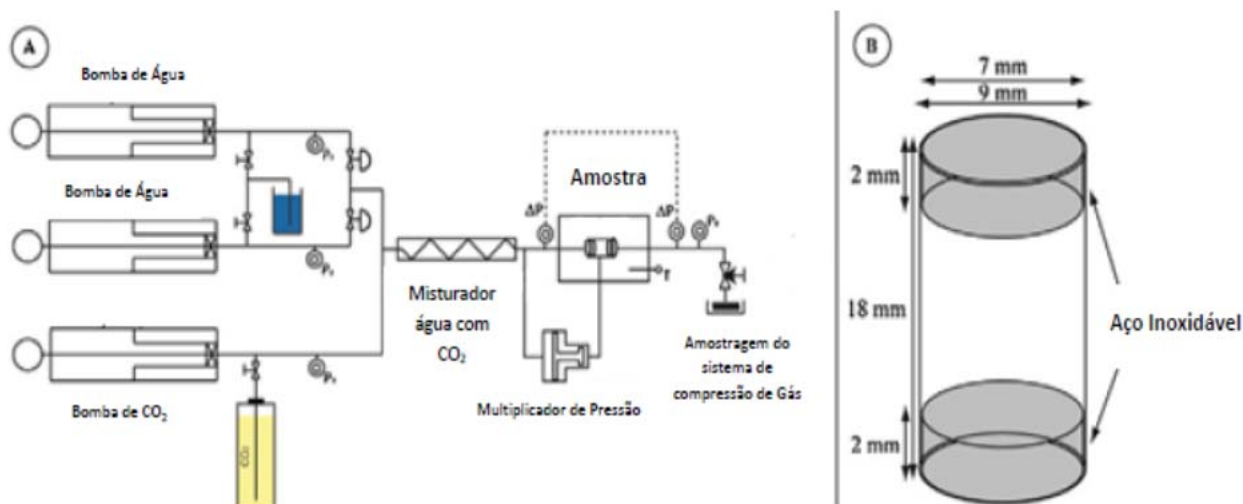 A
Bomba de Água
Bomba de Água
Bomba de CO₂
CO₂
Misturador
água com
CO₂
ΔP
Amostra
ΔP
Multiplicador de Pressão
Amostragem do
sistema de
compressão de Gás
B
7 mm
9 mm
2 mm
18 mm
2 mm
Aço Inoxidável